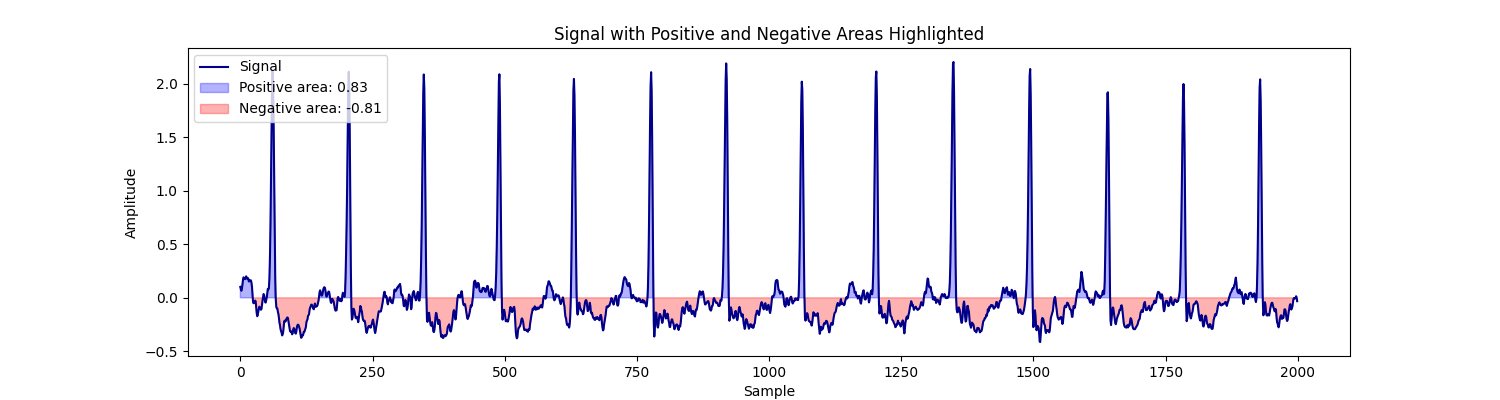 Signal with Positive and Negative Areas Highlighted
Signal
Positive area: 0.83
Negative area: -0.81
Amplitude
2.0
1.5
1.0
0.5
0.0
−0.5
0 250 500 750 1000 1250 1500 1750 2000
Sample